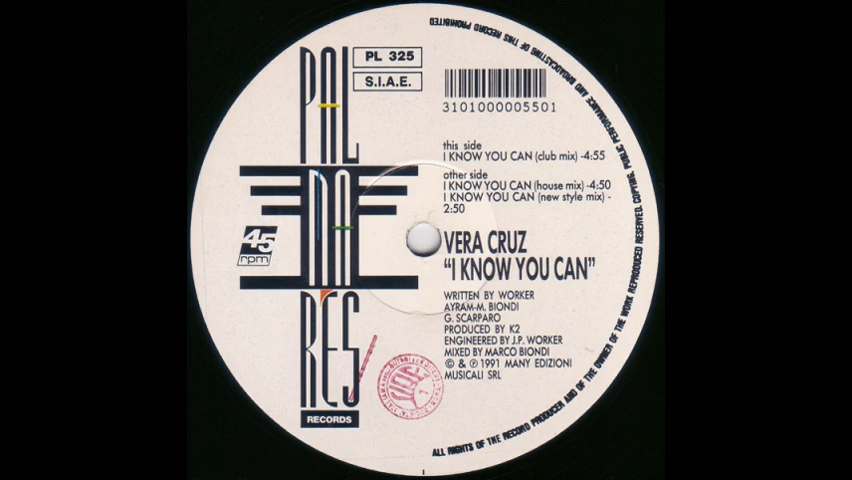 PAL
DA
RES
RECORDS
45
rpm
PL 325
S.I.A.E.
3101000005501
this side
I KNOW YOU CAN (club mix) -4:55
other side
I KNOW YOU CAN (house mix) -4:50
I KNOW YOU CAN (new style mix) -
2:50
VERA CRUZ
“I KNOW YOU CAN”
WRITTEN BY WORKER
AYRAM-M. BIONDI
G. SCARPARO
PRODUCED BY K2
ENGINEERED BY J.P. WORKER
MIXED BY MARCO BIONDI
© & ℗ 1991 MANY EDIZIONI
MUSICALI SRL
ALL RIGHTS OF THE RECORD PRODUCER AND OF THE OWNER OF THE WORK REPRODUCED RESERVED. COPYING, PUBLIC PERFORMANCE AND BROADCASTING OF THIS RECORD PROHIBITED